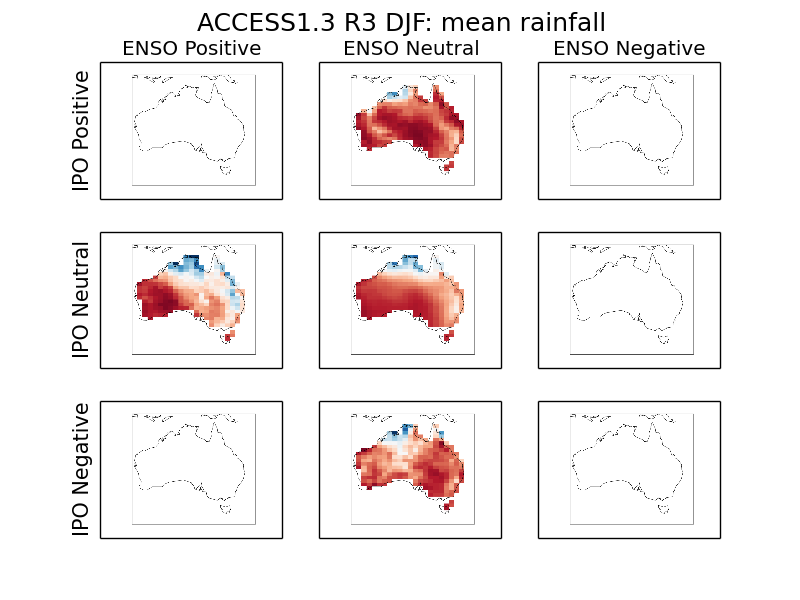 ACCESS1.3 R3 DJF: mean rainfall
ENSO Positive
ENSO Neutral
ENSO Negative
IPO Positive
IPO Neutral
IPO Negative